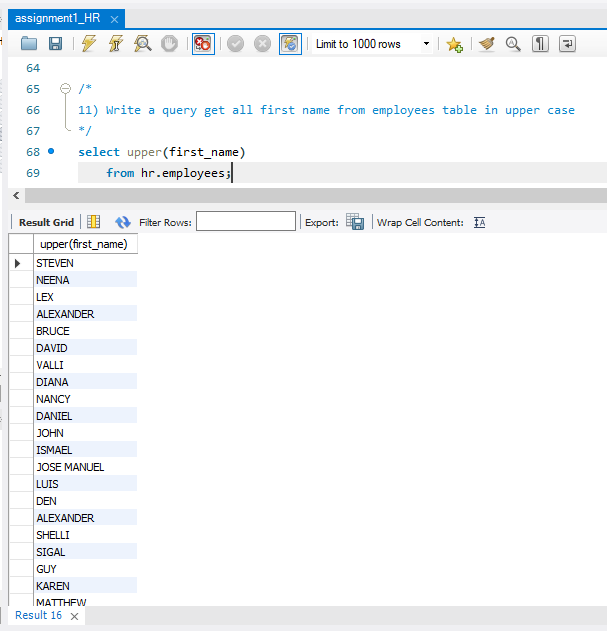 assignment1_HR
Limit to 1000 rows
64
65 /*
66 11) Write a query get all first name from employees table in upper case
67 */
68 select upper(first_name)
69 from hr.employees;
Result Grid Filter Rows: Export: Wrap Cell Content:
upper(first_name)
STEVEN
NEENA
LEX
ALEXANDER
BRUCE
DAVID
VALLI
DIANA
NANCY
DANIEL
JOHN
ISMAEL
JOSE MANUEL
LUIS
DEN
ALEXANDER
SHELLI
SIGAL
GUY
KAREN
MATTHEW
Result 16